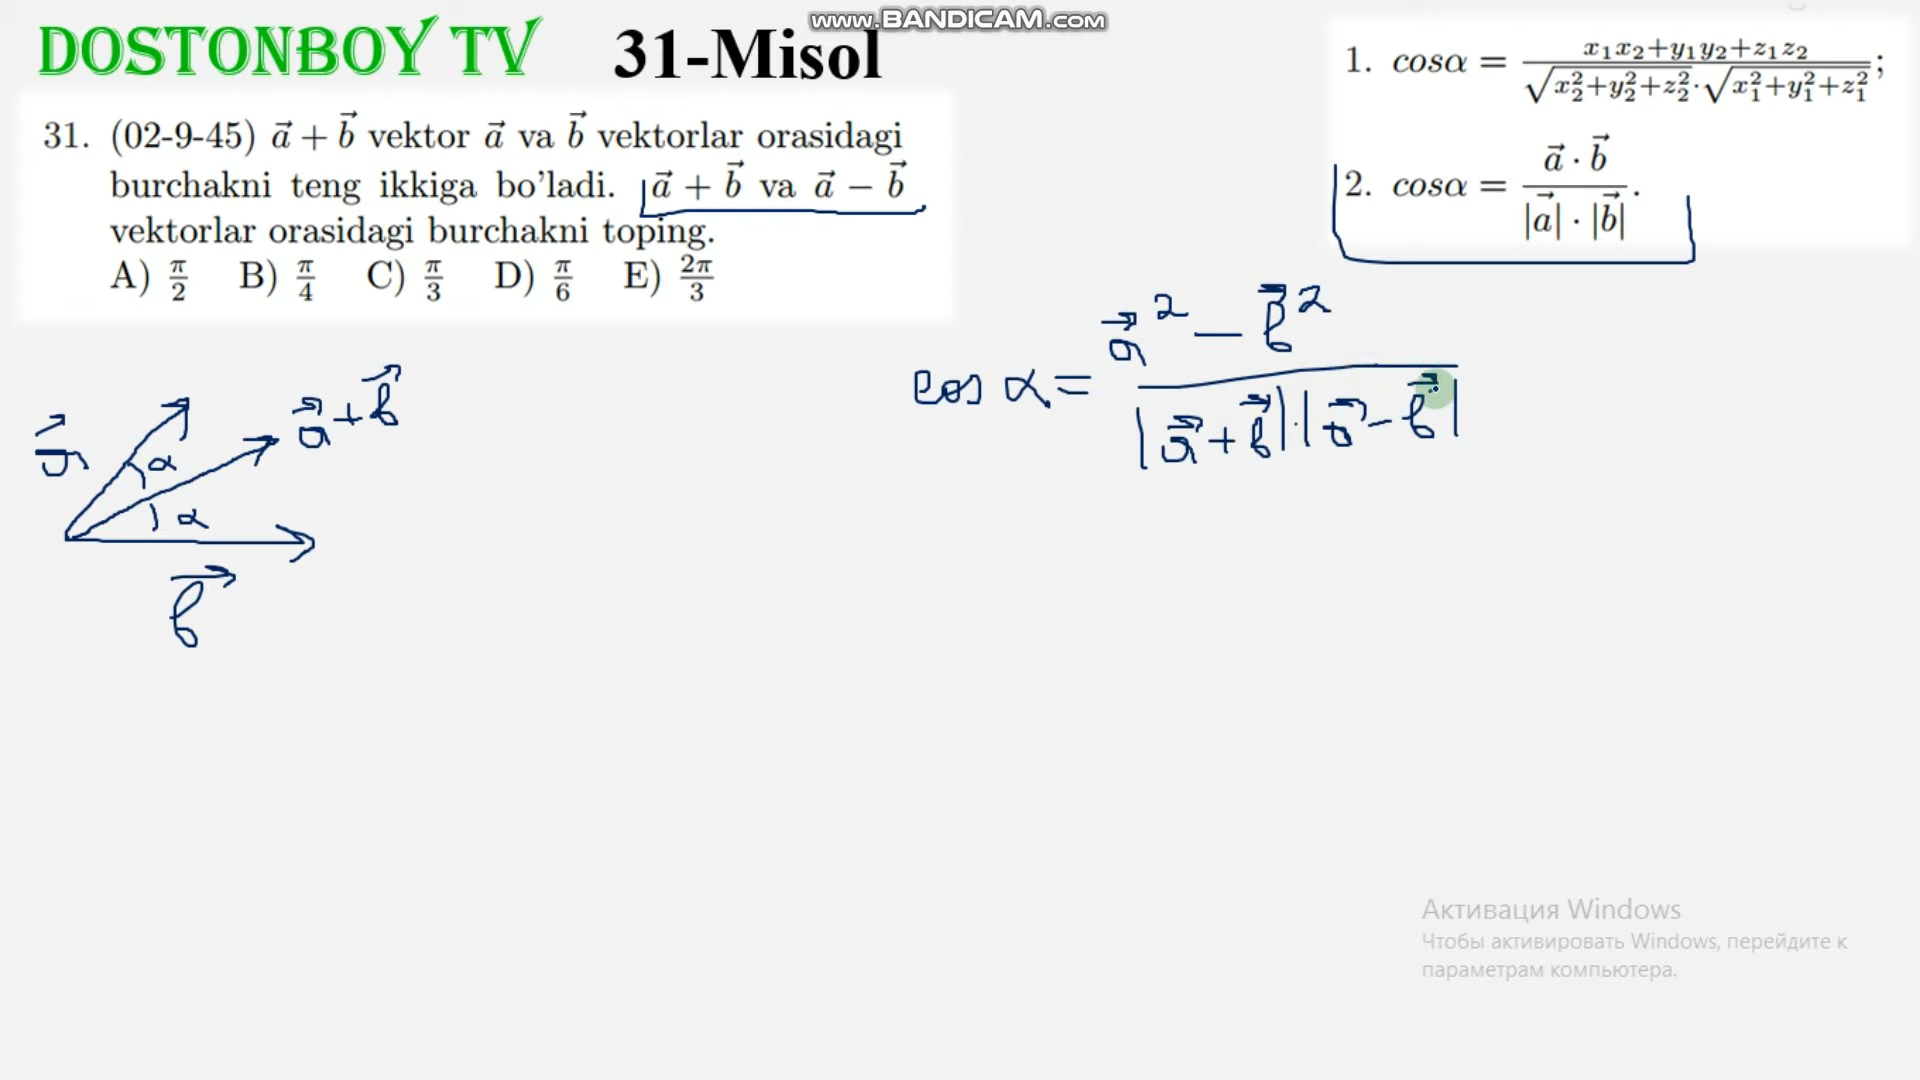 www.BANDICAM.com
DOSTONBOY TV
31-Misol
31. (02-9-45) a⃗ + b⃗ vektor a⃗ va b⃗ vektorlar orasidagi
burchakni teng ikkiga bo'ladi. a⃗ + b⃗ va a⃗ − b⃗
vektorlar orasidagi burchakni toping.
A) π/2 B) π/4 C) π/3 D) π/6 E) 2π/3
1. cosα = (x₁x₂+y₁y₂+z₁z₂)/(√(x₂²+y₂²+z₂²)·√(x₁²+y₁²+z₁²));
2. cosα = (a⃗ · b⃗)/(|a⃗| · |b⃗|).
cos α = (a⃗² − b⃗²)/(|a⃗ + b⃗| · |a⃗ − b⃗|)
a⃗
α
a⃗ + b⃗
α
b⃗
Активация Windows
Чтобы активировать Windows, перейдите к
параметрам компьютера.